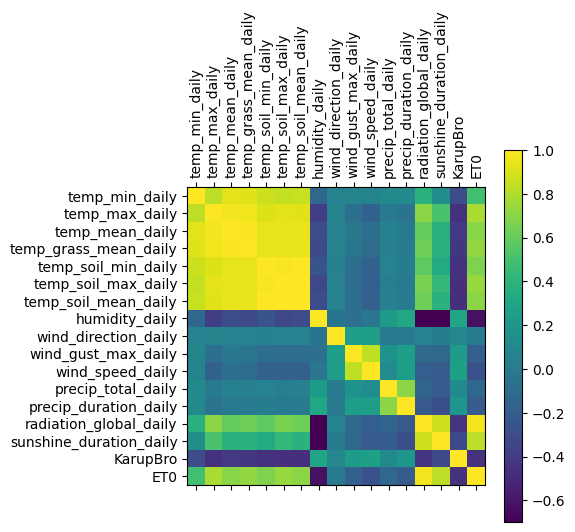 temp_min_daily
temp_max_daily
temp_mean_daily
temp_grass_mean_daily
temp_soil_min_daily
temp_soil_max_daily
temp_soil_mean_daily
humidity_daily
wind_direction_daily
wind_gust_max_daily
wind_speed_daily
precip_total_daily
precip_duration_daily
radiation_global_daily
sunshine_duration_daily
KarupBro
ET0
temp_min_daily
temp_max_daily
temp_mean_daily
temp_grass_mean_daily
temp_soil_min_daily
temp_soil_max_daily
temp_soil_mean_daily
humidity_daily
wind_direction_daily
wind_gust_max_daily
wind_speed_daily
precip_total_daily
precip_duration_daily
radiation_global_daily
sunshine_duration_daily
KarupBro
ET0
1.0
0.8
0.6
0.4
0.2
0.0
−0.2
−0.4
−0.6